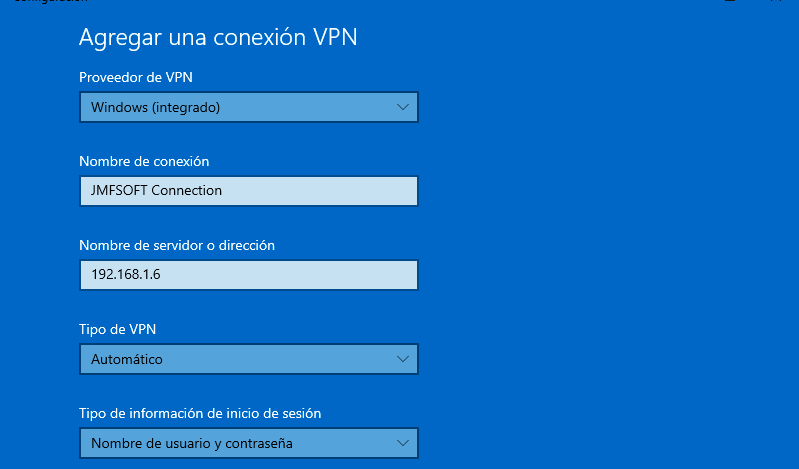 Agregar una conexión VPN
Proveedor de VPN
Windows (integrado)
Nombre de conexión
JMFSOFT Connection
Nombre de servidor o dirección
192.168.1.6
Tipo de VPN
Automático
Tipo de información de inicio de sesión
Nombre de usuario y contraseña